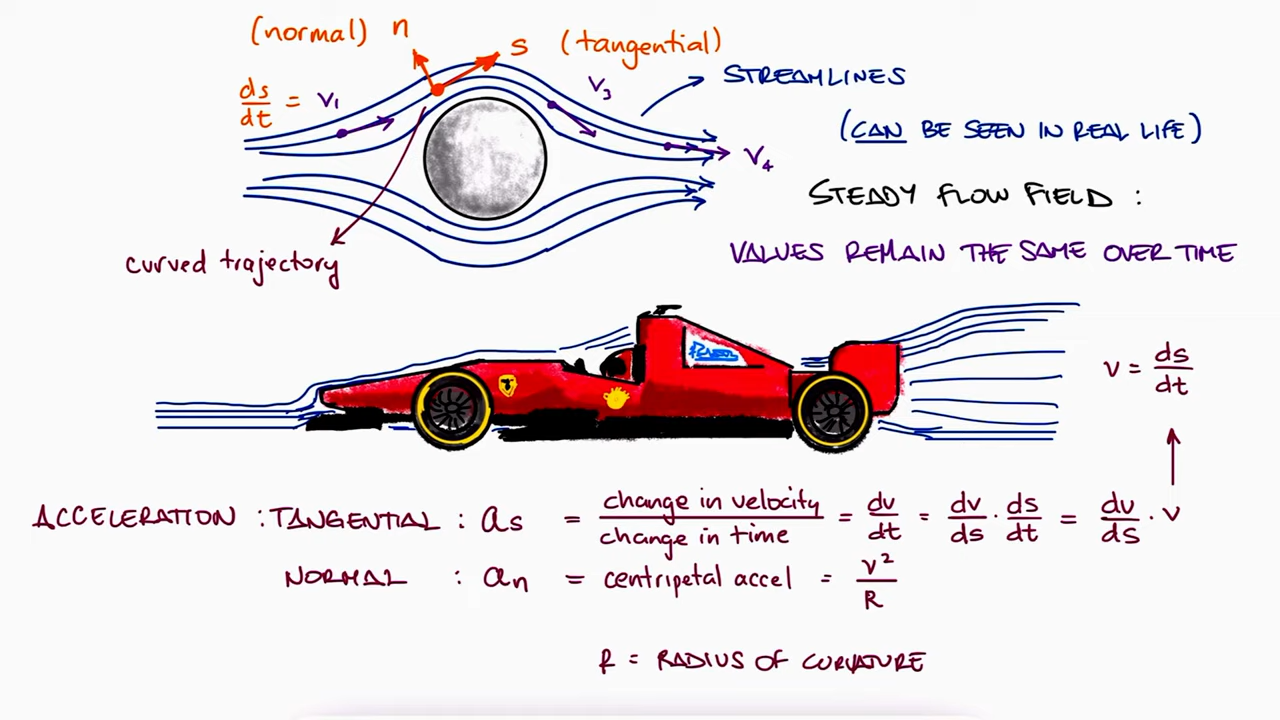 (normal) n
s (tangential)
ds/dt = v₁
v₃
STREAMLINES
(CAN BE SEEN IN REAL LIFE)
v₄
STEADY FLOW FIELD :
curved trajectory
VALUES REMAIN THE SAME OVER TIME
v = ds/dt
ACCELERATION : TANGENTIAL : as = change in velocity / change in time = dv/dt = dv/ds · ds/dt = dv/ds · v
NORMAL : an = centripetal accel = v²/R
R = RADIUS OF CURVATURE